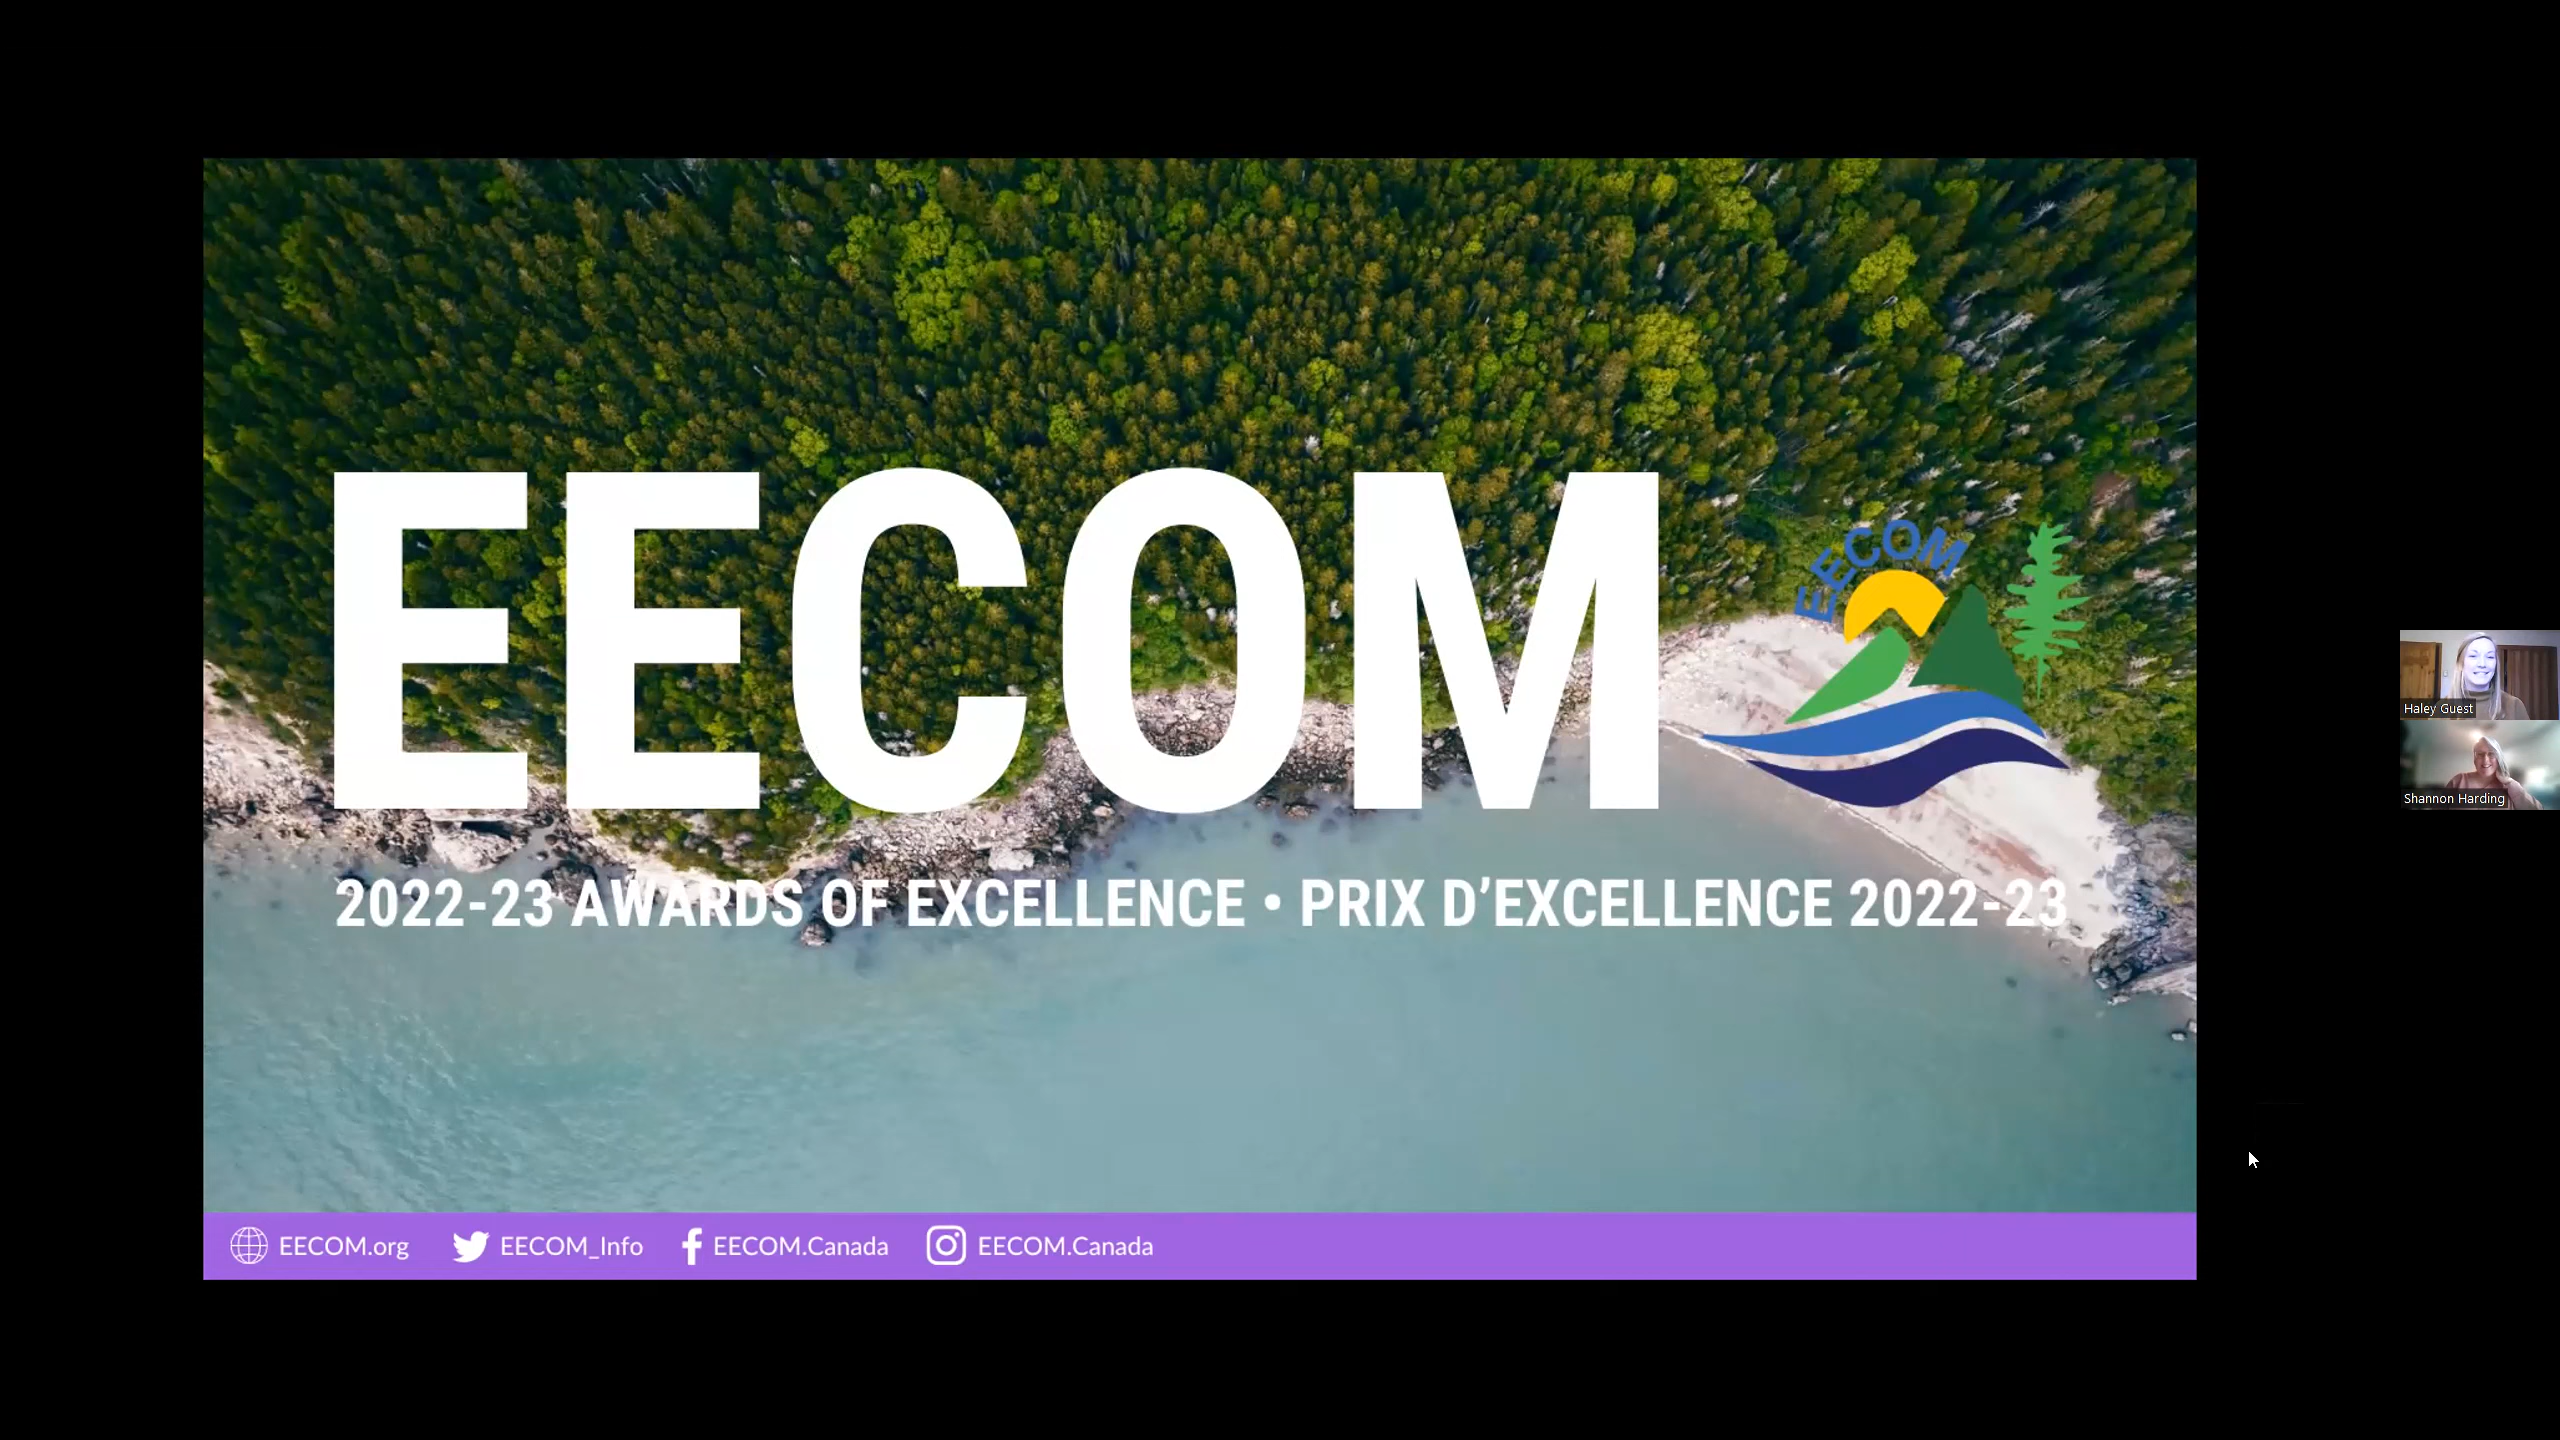 EECOM
EECOM
2022-23 AWARDS OF EXCELLENCE • PRIX D’EXCELLENCE 2022-23
Haley Guest
Shannon Harding
EECOM.org EECOM_Info EECOM.Canada EECOM.Canada